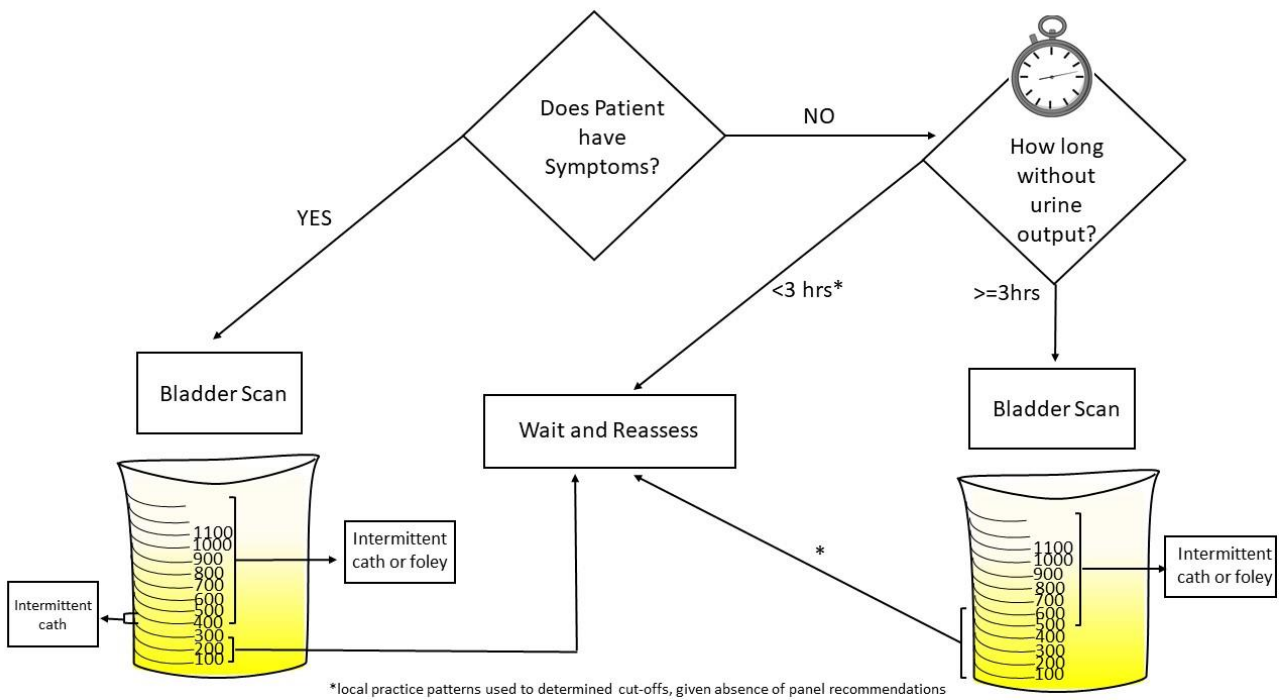 Does Patient
have
Symptoms?
NO
How long
without
urine
output?
YES
<3 hrs*
>=3hrs
Bladder Scan
Wait and Reassess
Bladder Scan
1100
1000
900
800
700
600
500
400
300
200
100
Intermittent
cath or foley
Intermittent
cath
*
1100
1000
900
800
700
600
500
400
300
200
100
Intermittent
cath or foley
*local practice patterns used to determined cut-offs, given absence of panel recommendations